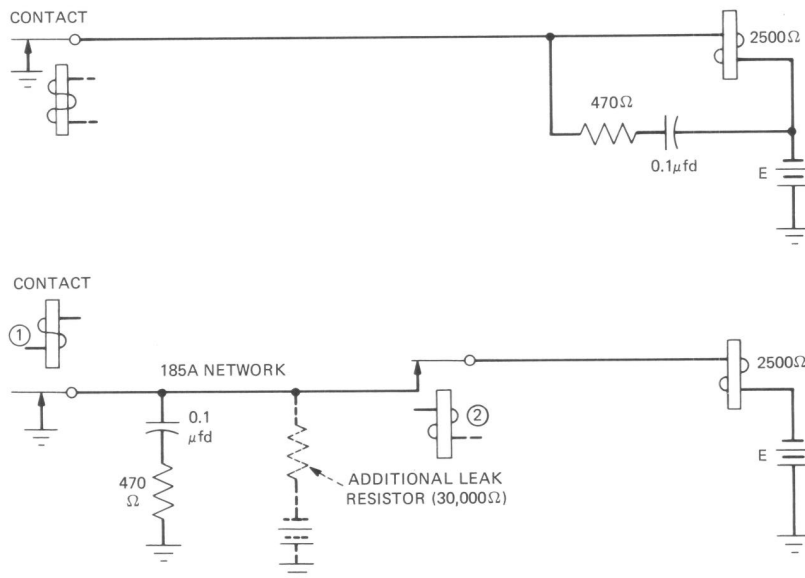 CONTACT
2500Ω
470Ω
0.1μfd
E
CONTACT
①
185A NETWORK
2500Ω
0.1
μfd
②
470
Ω
ADDITIONAL LEAK
RESISTOR (30,000Ω)
E